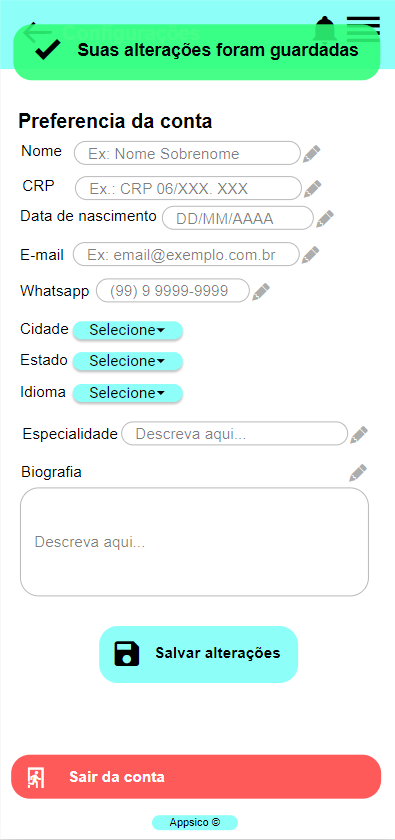 Suas alterações foram guardadas
Preferencia da conta
Nome Ex: Nome Sobrenome
CRP Ex.: CRP 06/XXX. XXX
Data de nascimento DD/MM/AAAA
E-mail Ex: email@exemplo.com.br
Whatsapp (99) 9 9999-9999
Cidade Selecione
Estado Selecione
Idioma Selecione
Especialidade Descreva aqui...
Biografia
Descreva aqui...
Salvar alterações
Sair da conta
Appsico ©